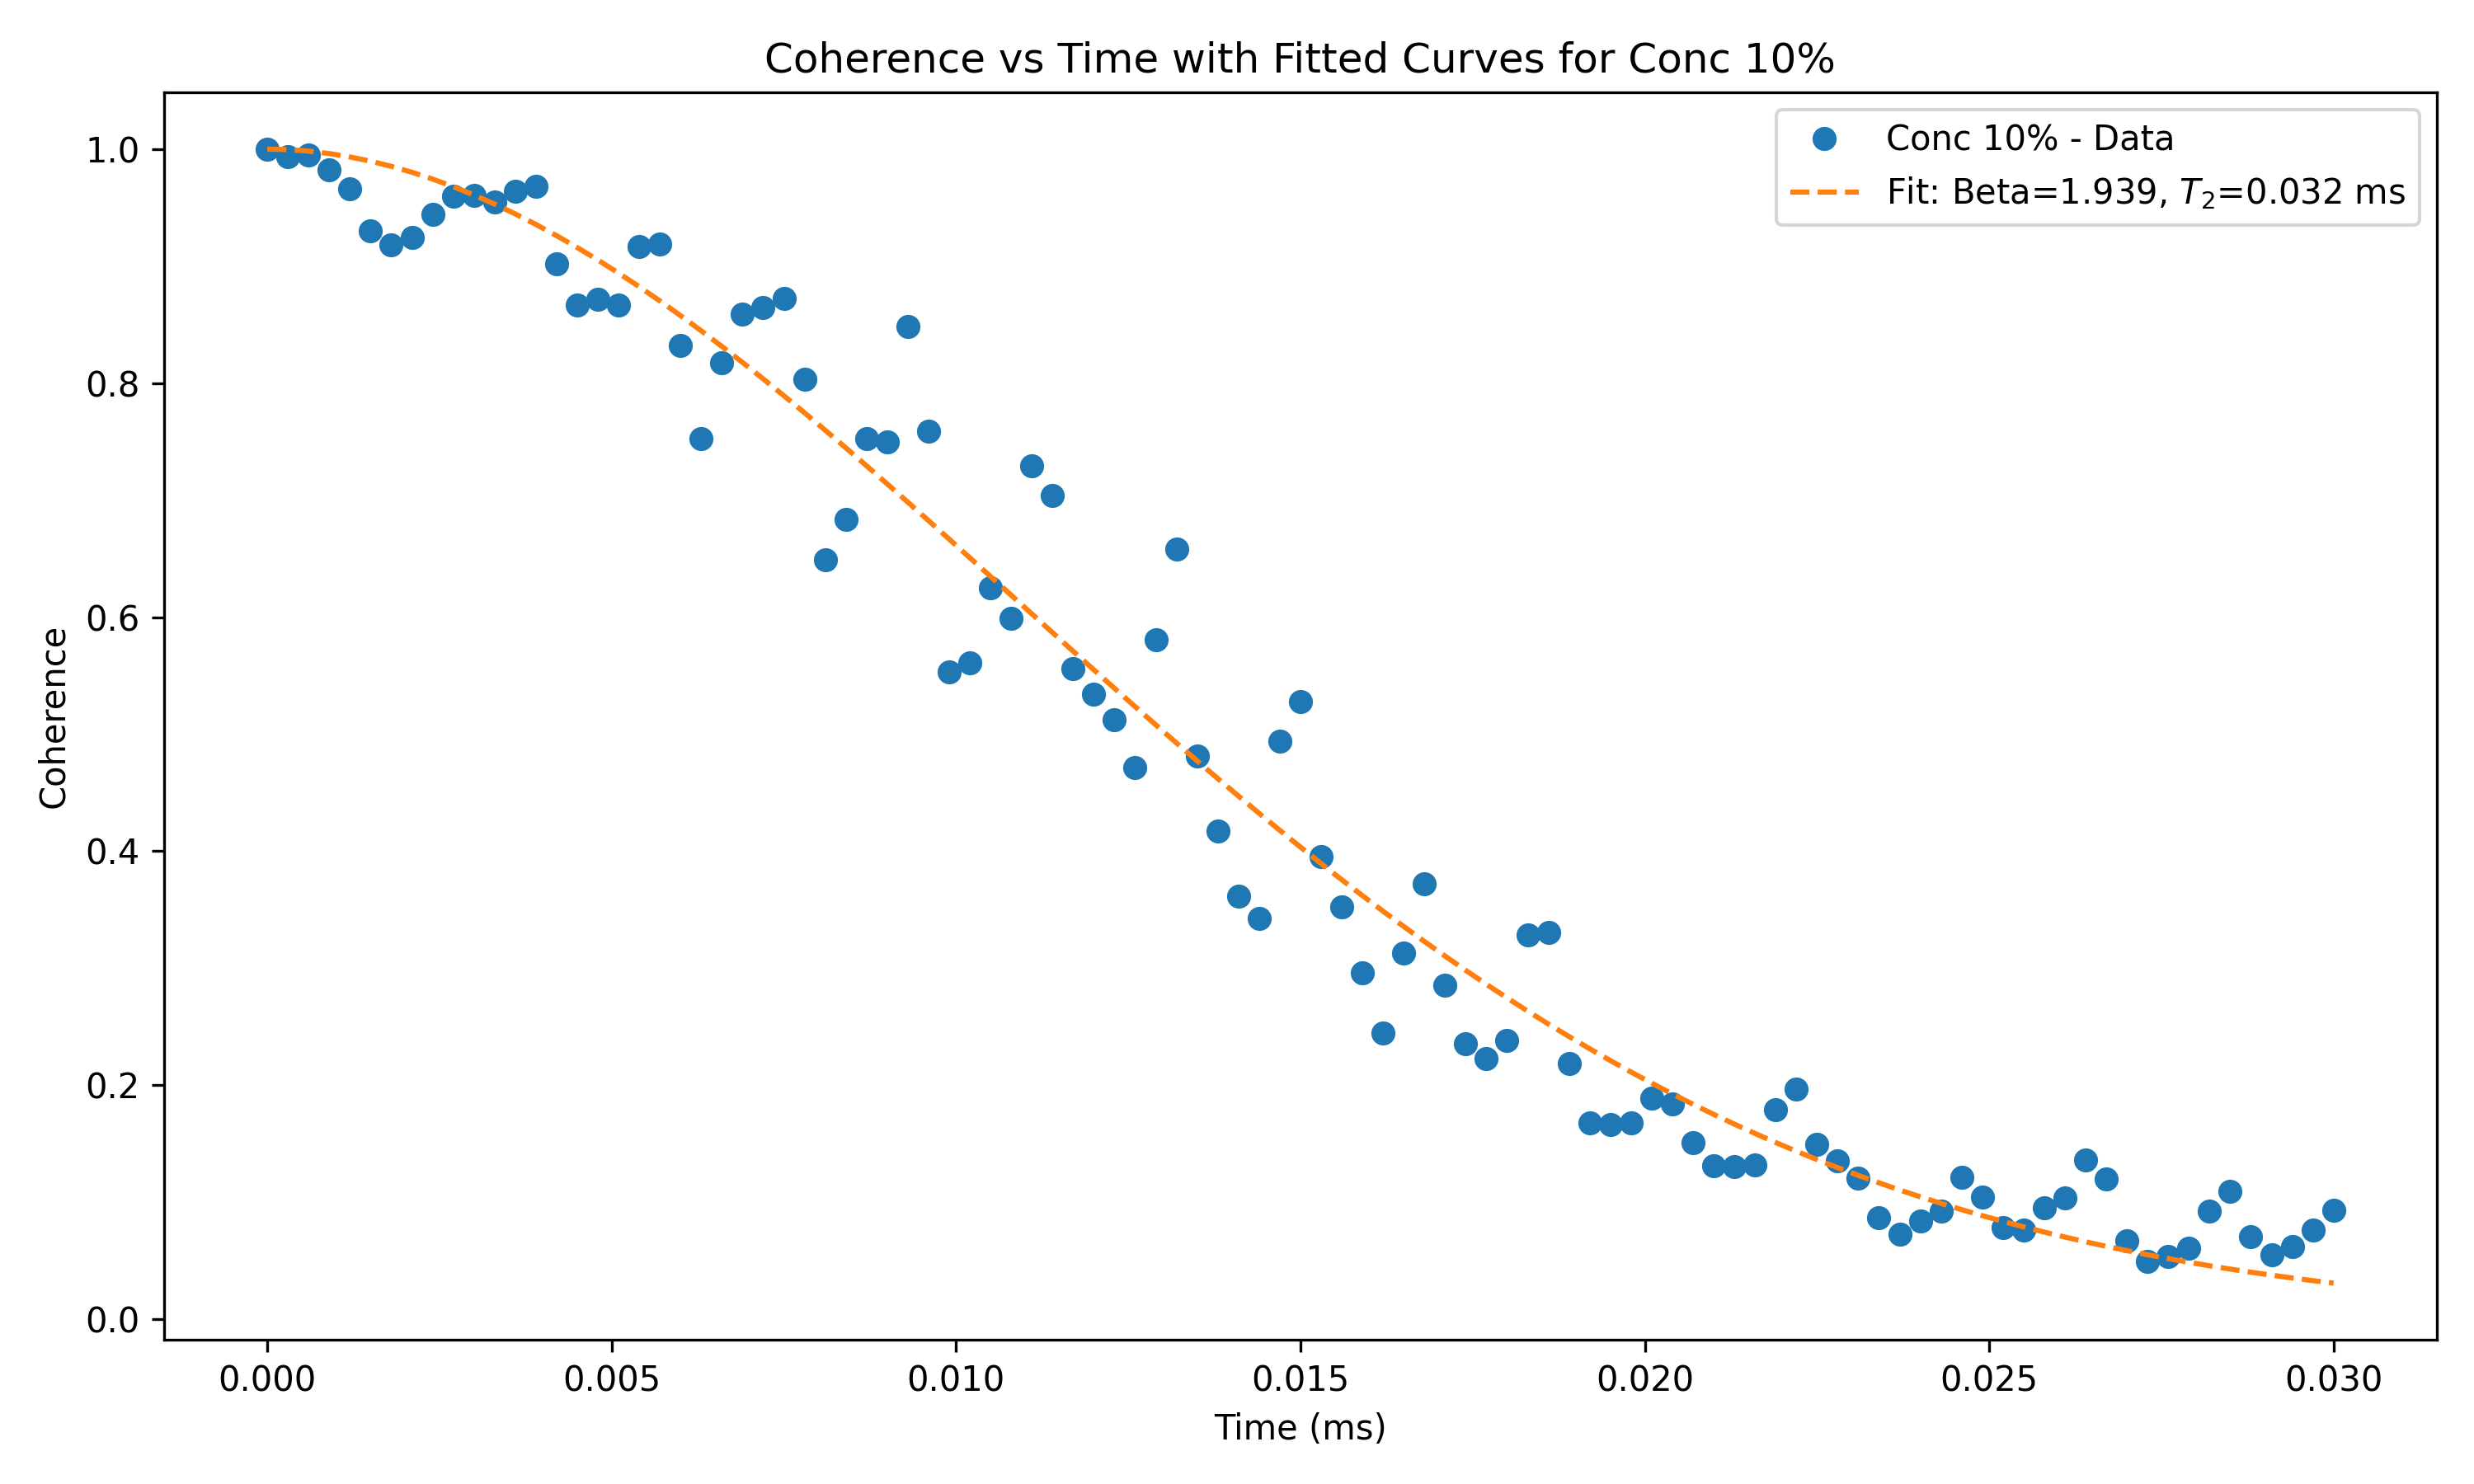 Coherence vs Time with Fitted Curves for Conc 10%
Conc 10% - Data
Fit: Beta=1.939, T₂=0.032 ms
Coherence
1.0
0.8
0.6
0.4
0.2
0.0
0.000 0.005 0.010 0.015 0.020 0.025 0.030
Time (ms)